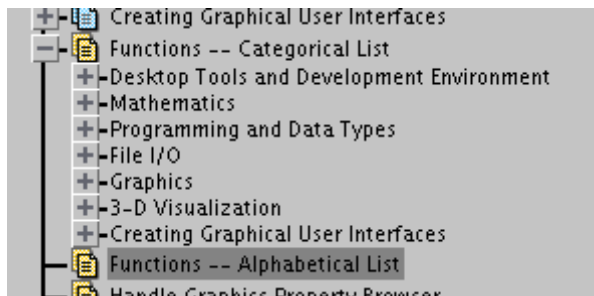 Creating Graphical User Interfaces
Functions -- Categorical List
Desktop Tools and Development Environment
Mathematics
Programming and Data Types
File I/O
Graphics
3-D Visualization
Creating Graphical User Interfaces
Functions -- Alphabetical List
Handle Graphics Property Browser